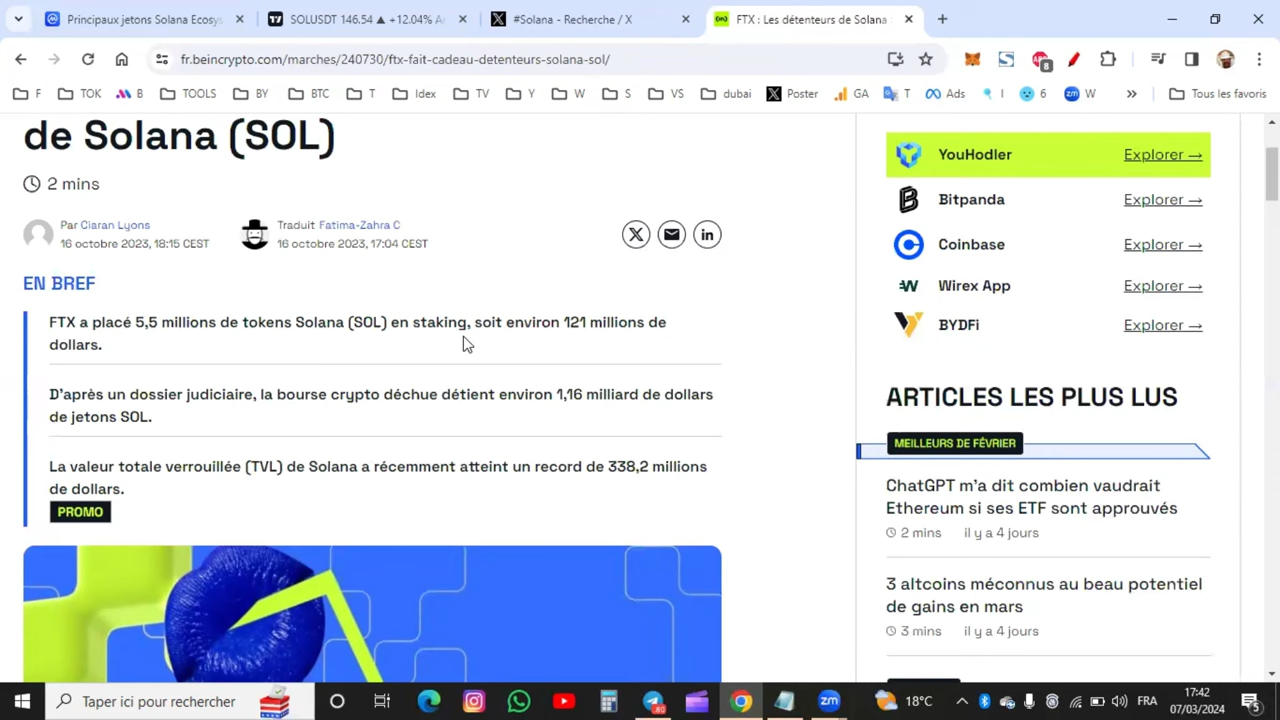 Principaux jetons Solana Ecosys
SOLUSDT 146.54 ▲ +12.04% A
#Solana - Recherche / X
FTX : Les détenteurs de Solana
fr.beincrypto.com/marches/240730/ftx-fait-cadeau-detenteurs-solana-sol/
8
F TOK B TOOLS BY BTC T Idex TV Y W S VS dubai Poster GA T Ads I 6 W » Tous les favoris
de Solana (SOL)
2 mins
Par Ciaran Lyons
16 octobre 2023, 18:15 CEST
Traduit Fatima-Zahra C
16 octobre 2023, 17:04 CEST
EN BREF
FTX a placé 5,5 millions de tokens Solana (SOL) en staking, soit environ 121 millions de
dollars.
D'après un dossier judiciaire, la bourse crypto déchue détient environ 1,16 milliard de dollars
de jetons SOL.
La valeur totale verrouillée (TVL) de Solana a récemment atteint un record de 338,2 millions
de dollars.
PROMO
YouHodler Explorer →
Bitpanda Explorer →
Coinbase Explorer →
Wirex App Explorer →
BYDFi Explorer →
ARTICLES LES PLUS LUS
MEILLEURS DE FÉVRIER
ChatGPT m'a dit combien vaudrait
Ethereum si ses ETF sont approuvés
2 mins il y a 4 jours
3 altcoins méconnus au beau potentiel
de gains en mars
3 mins il y a 4 jours
Taper ici pour rechercher
80
zm
18°C
FRA
17:42
07/03/2024
5